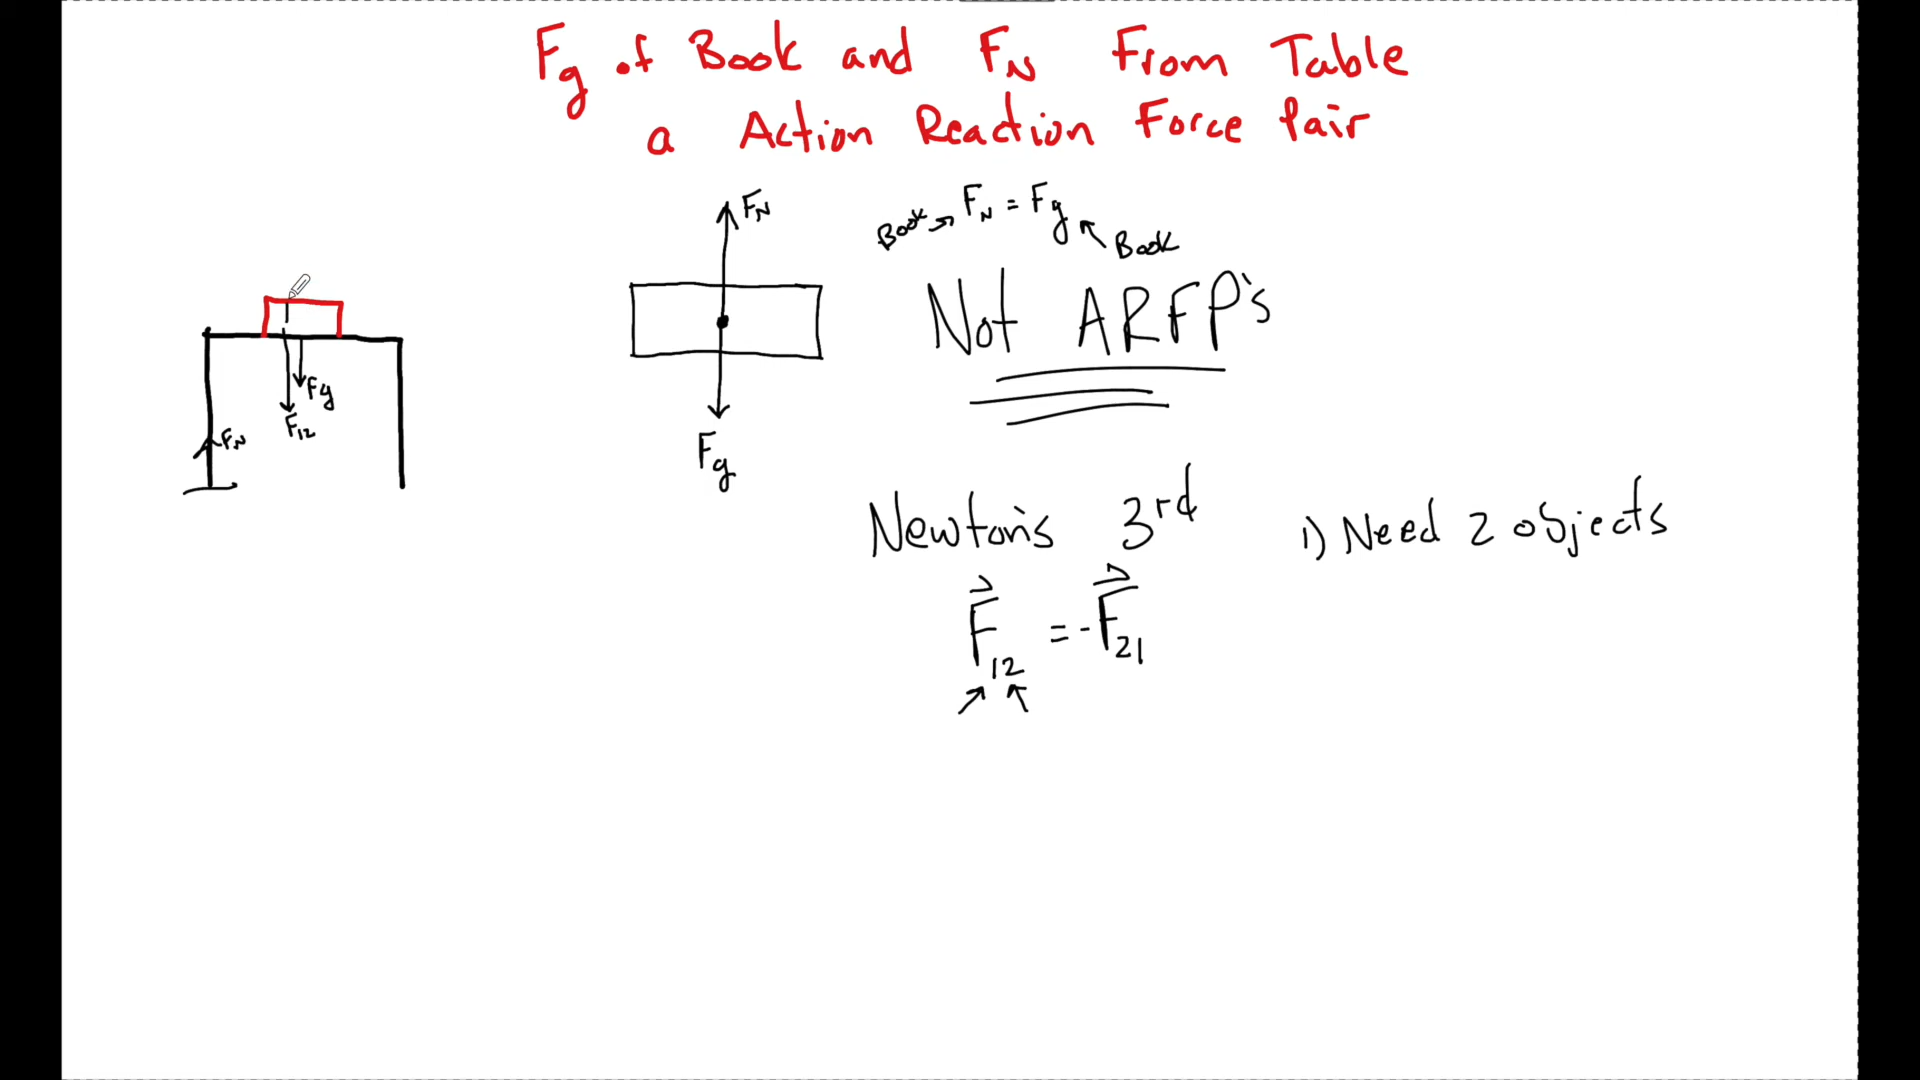 Fg of Book and FN From Table
a Action Reaction Force Pair
FN
Book → FN = Fg
Book
Not ARFP's
Fg
F12
FN
Fg
Newton's 3rd
1) Need 2 objects
F12 = -F21